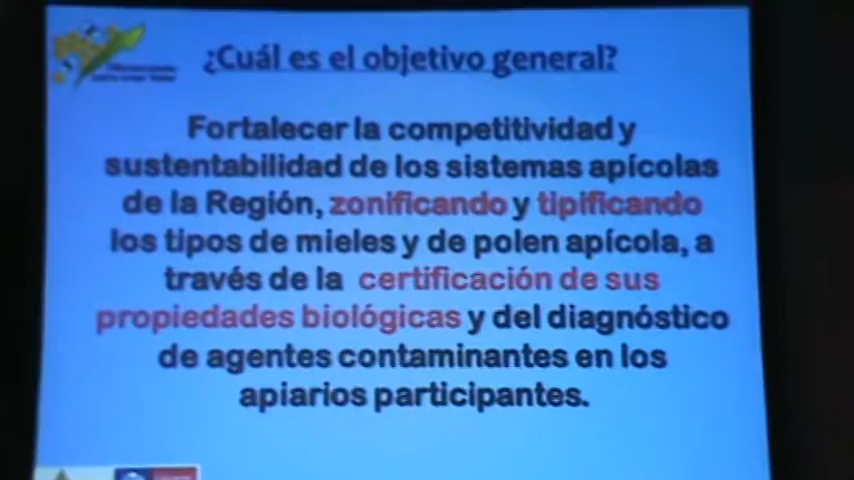 ¿Cuál es el objetivo general?
Fortalecer la competitividad y
sustentabilidad de los sistemas apícolas
de la Región, zonificando y tipificando
los tipos de mieles y de polen apícola, a
través de la certificación de sus
propiedades biológicas y del diagnóstico
de agentes contaminantes en los
apiarios participantes.